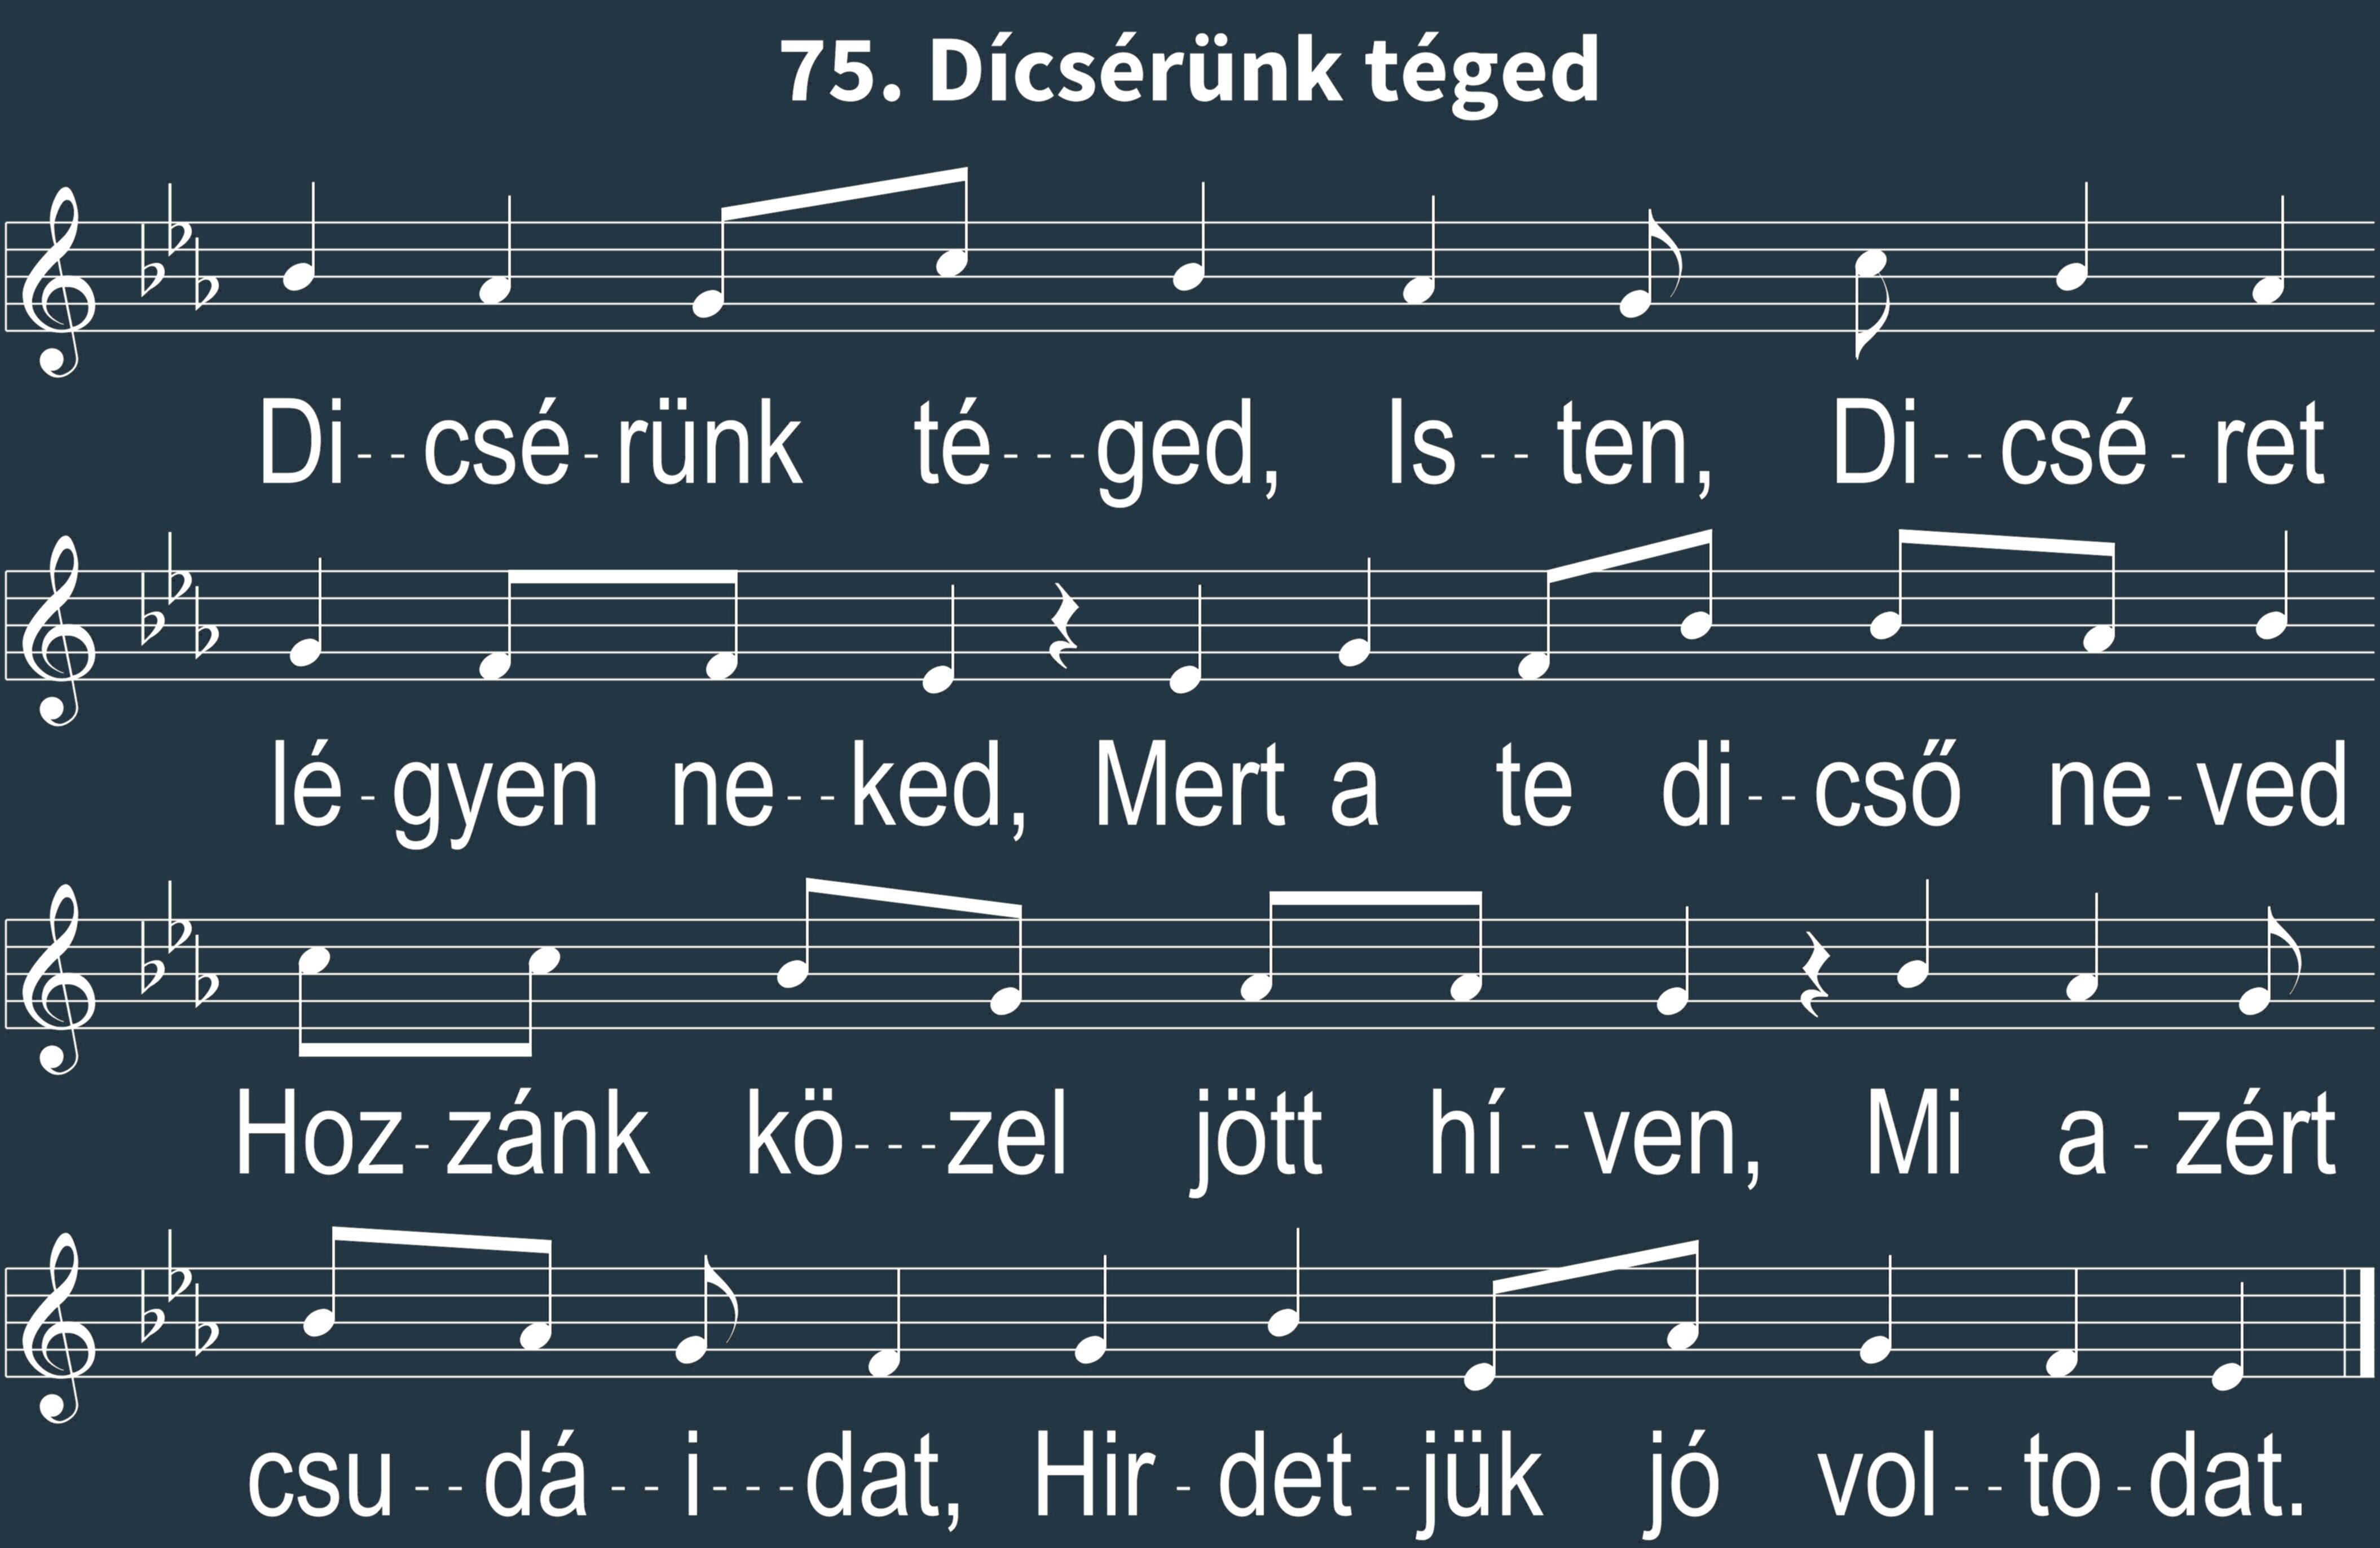 75. Dícsérünk téged
Di--csé-rünk té---ged, Is--ten, Di--csé-ret
lé-gyen ne--ked, Mert a te di--cső ne-ved
Hoz-zánk kö---zel jött hí--ven, Mi a-zért
csu--dá--i---dat, Hir-det--jük jó vol--to-dat.